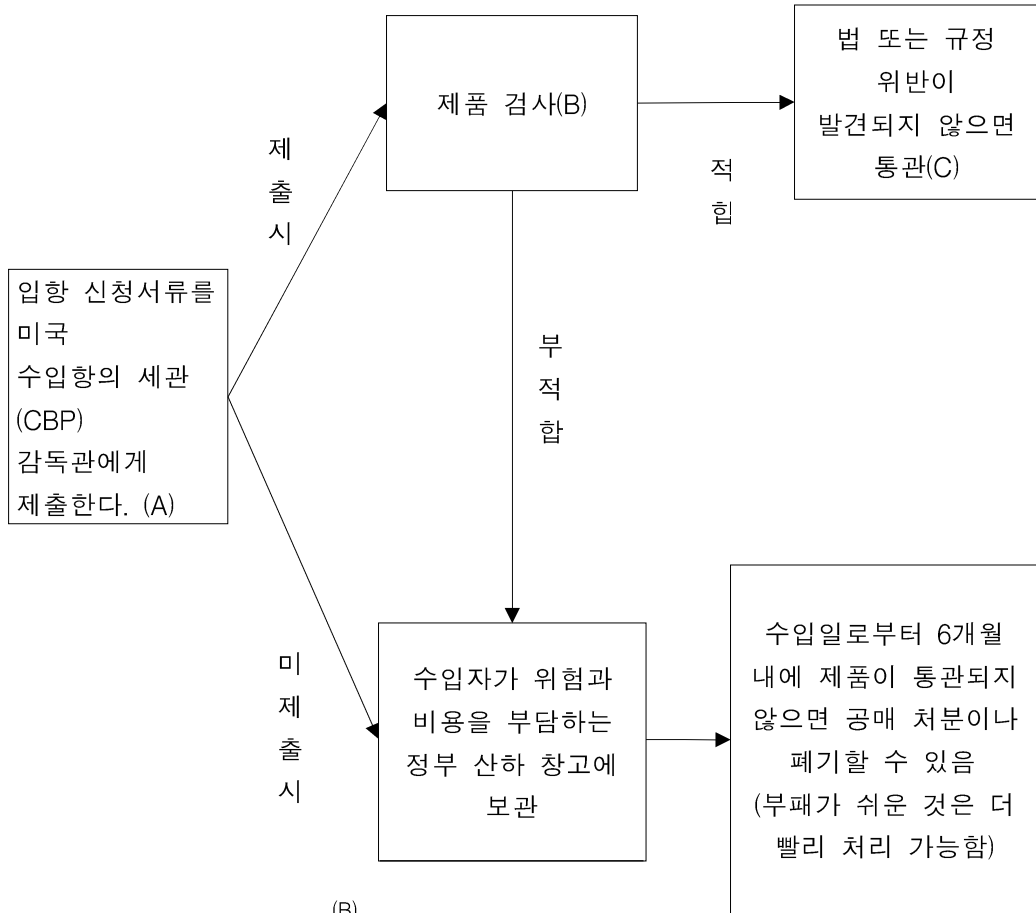 제품 검사(B)
법 또는 규정
위반이
발견되지 않으면
통관(C)
제
출
시
적
합
입항 신청서류를
미국
수입항의 세관
(CBP)
감독관에게
제출한다. (A)
부
적
합
미
제
출
시
수입자가 위험과
비용을 부담하는
정부 산하 창고에
보관
수입일로부터 6개월
내에 제품이 통관되지
않으면 공매 처분이나
폐기할 수 있음
(부패가 쉬운 것은 더
빨리 처리 가능함)
(B)